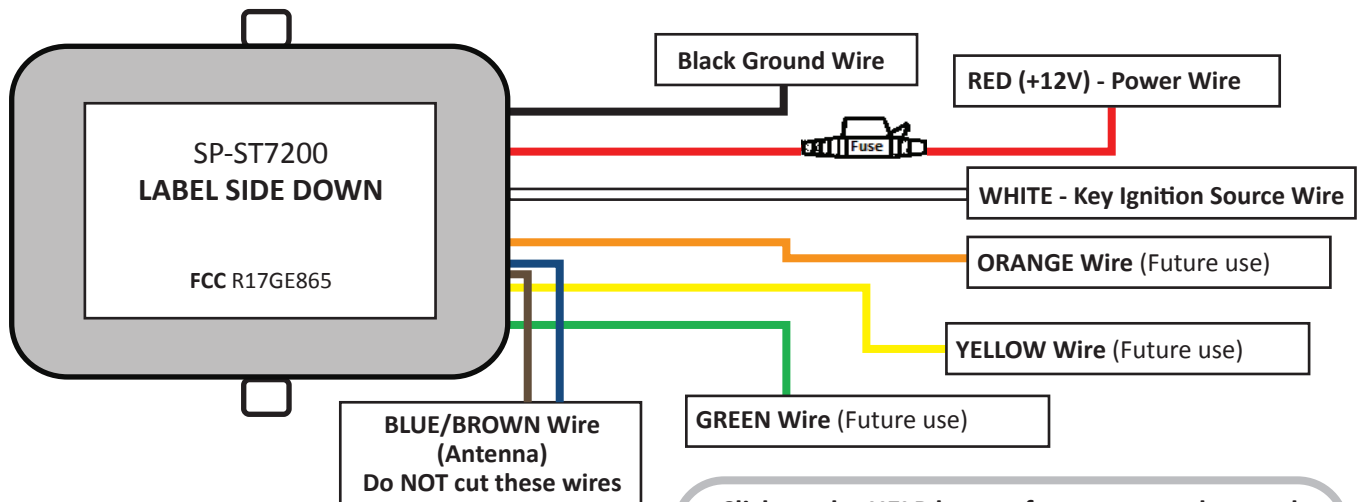 Black Ground Wire
RED (+12V) - Power Wire
Fuse
SP-ST7200
LABEL SIDE DOWN
FCC R17GE865
WHITE - Key Ignition Source Wire
ORANGE Wire (Future use)
YELLOW Wire (Future use)
GREEN Wire (Future use)
BLUE/BROWN Wire
(Antenna)
Do NOT cut these wires